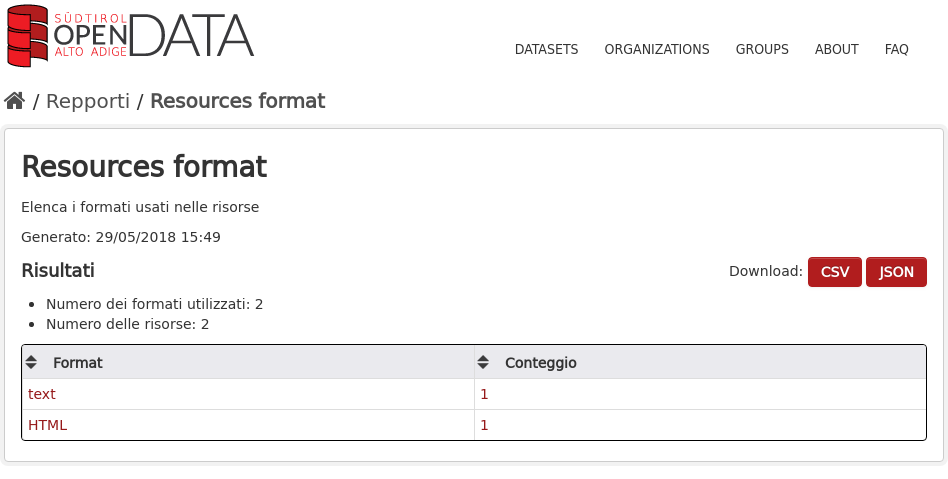 SÜDTIROL
OPEN DATA
ALTO ADIGE
DATASETS ORGANIZATIONS GROUPS ABOUT FAQ
/ Repporti / Resources format
Resources format
Elenca i formati usati nelle risorse
Generato: 29/05/2018 15:49
Risultati Download: CSV JSON
• Numero dei formati utilizzati: 2
• Numero delle risorse: 2
Format Conteggio
text 1
HTML 1